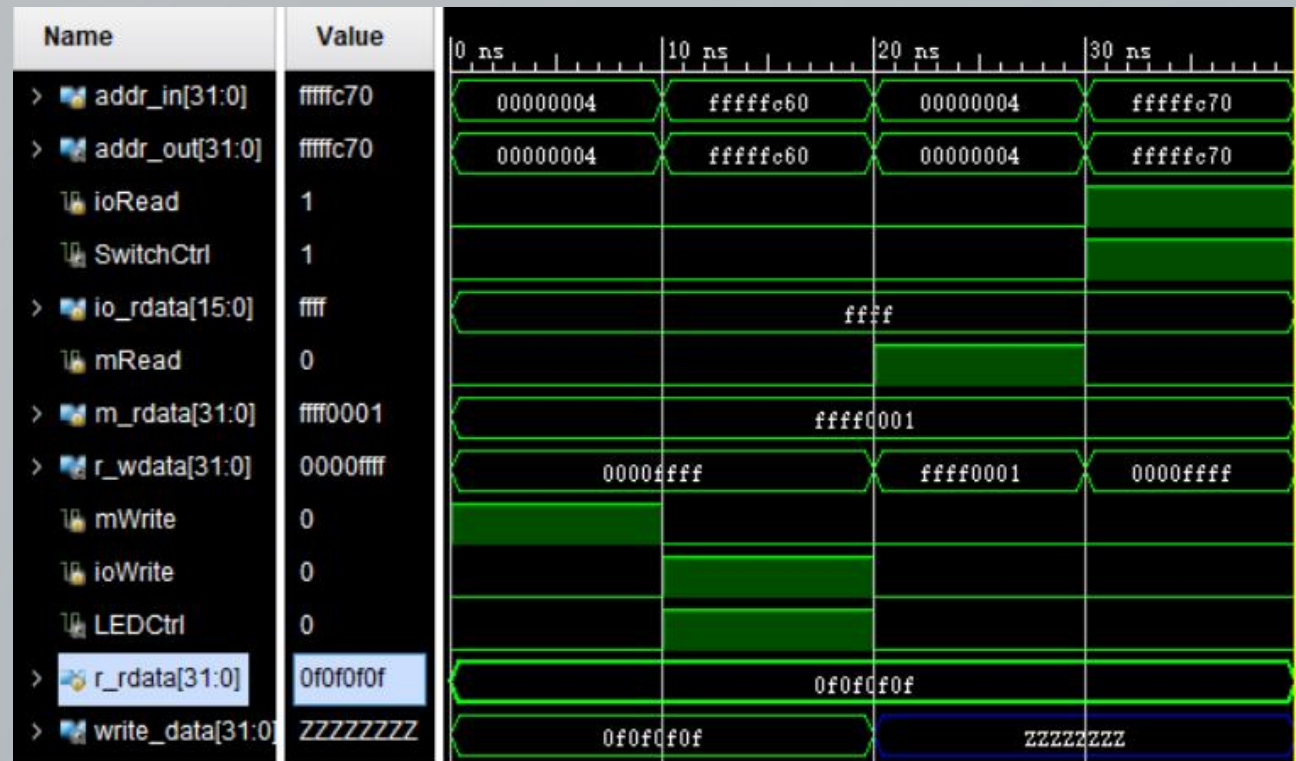 Name Value 0 ns 10 ns 20 ns 30 ns
> addr_in[31:0] fffffc70 00000004 fffffc60 00000004 fffffc70
> addr_out[31:0] fffffc70 00000004 fffffc60 00000004 fffffc70
ioRead 1
SwitchCtrl 1
> io_rdata[15:0] ffff ffff
mRead 0
> m_rdata[31:0] ffff0001 ffff0001
> r_wdata[31:0] 0000ffff 0000ffff ffff0001 0000ffff
mWrite 0
ioWrite 0
LEDCtrl 0
> r_rdata[31:0] 0f0f0f0f 0f0f0f0f
> write_data[31:0] ZZZZZZZZ 0f0f0f0f ZZZZZZZZ